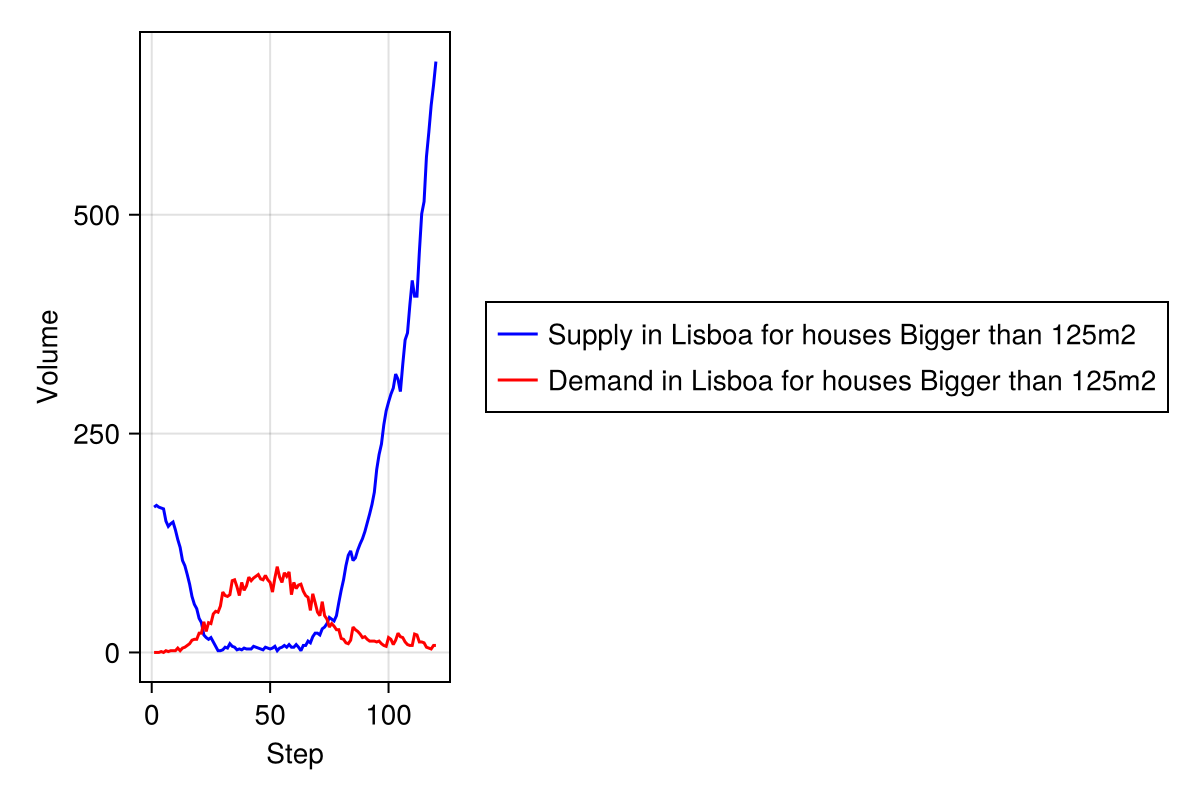 500
250
0
0 50 100
Volume
Step
Supply in Lisboa for houses Bigger than 125m2
Demand in Lisboa for houses Bigger than 125m2